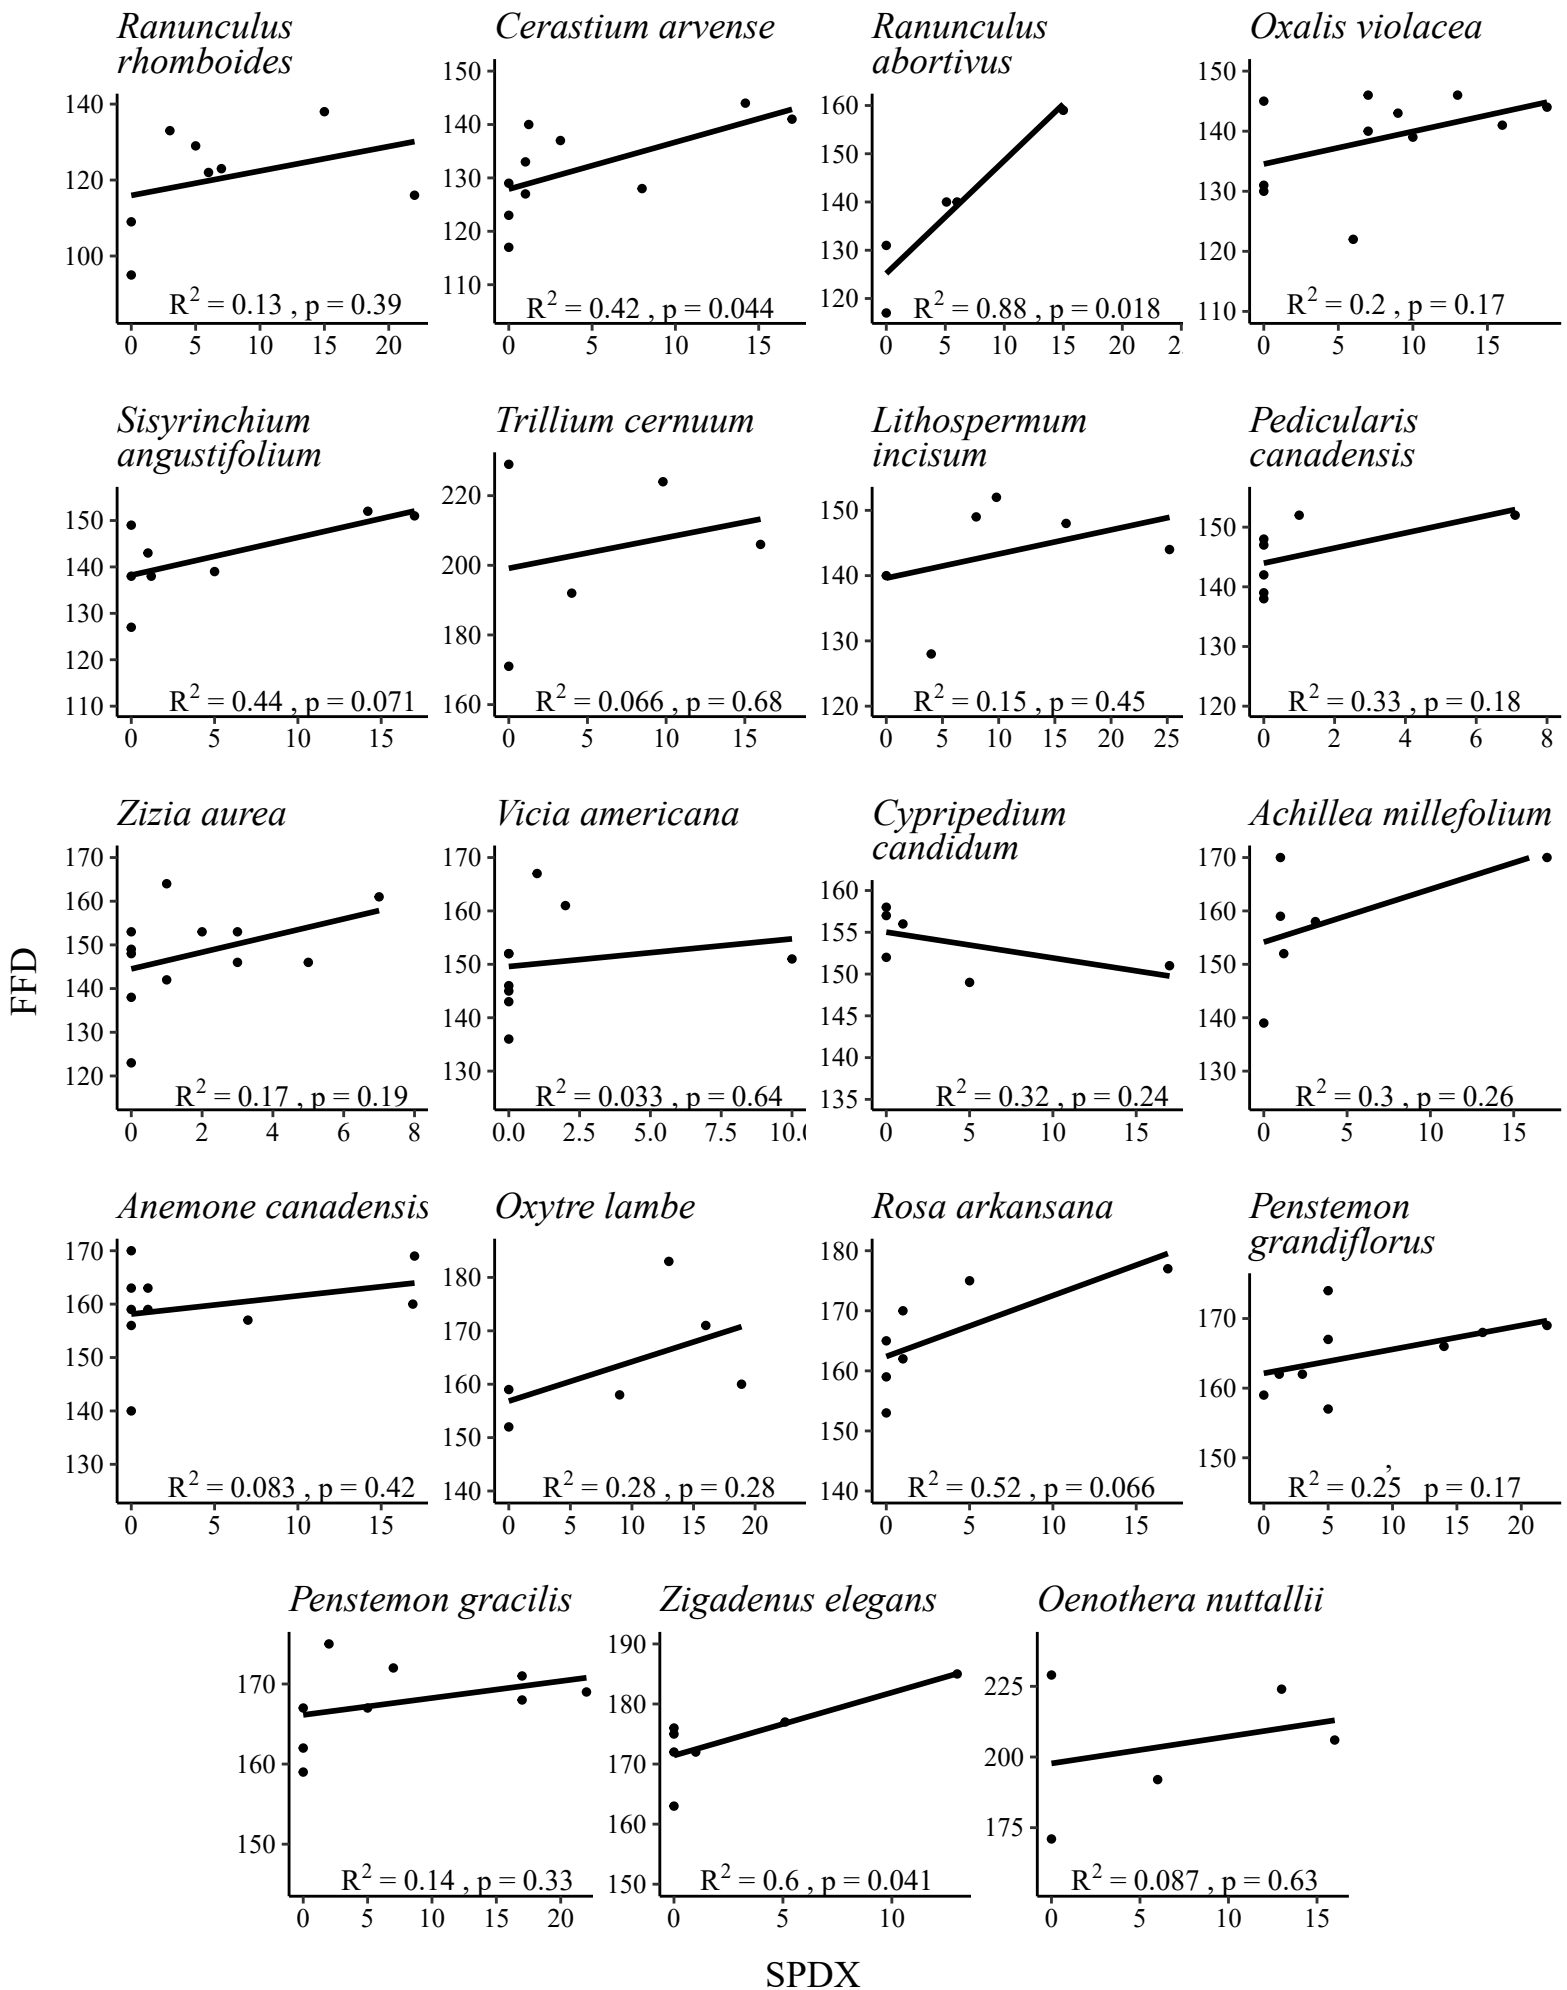 Ranunculus
rhomboides
140
120
100
R² = 0.13 , p = 0.39
0 5 10 15 20
Cerastium arvense
150
140
130
120
110
R² = 0.42 , p = 0.044
0 5 10 15
Ranunculus
abortivus
160
150
140
130
120
R² = 0.88 , p = 0.018
0 5 10 15 20 2
Oxalis violacea
150
140
130
120
110
R² = 0.2 , p = 0.17
0 5 10 15
Sisyrinchium
angustifolium
150
140
130
120
110
R² = 0.44 , p = 0.071
0 5 10 15
Trillium cernuum
220
200
180
160
R² = 0.066 , p = 0.68
0 5 10 15
Lithospermum
incisum
150
140
130
120
R² = 0.15 , p = 0.45
0 5 10 15 20 25
Pedicularis
canadensis
150
140
130
120
R² = 0.33 , p = 0.18
0 2 4 6 8
Zizia aurea
170
160
150
140
130
120
R² = 0.17 , p = 0.19
0 2 4 6 8
Vicia americana
170
160
150
140
130
R² = 0.033 , p = 0.64
0.0 2.5 5.0 7.5 10.0
Cypripedium
candidum
160
155
150
145
140
135
R² = 0.32 , p = 0.24
0 5 10 15
Achillea millefolium
170
160
150
140
130
R² = 0.3 , p = 0.26
0 5 10 15
Anemone canadensis
170
160
150
140
130
R² = 0.083 , p = 0.42
0 5 10 15
Oxytre lambe
180
170
160
150
140
R² = 0.28 , p = 0.28
0 5 10 15 20
Rosa arkansana
180
170
160
150
140
R² = 0.52 , p = 0.066
0 5 10 15
Penstemon
grandiflorus
170
160
150
R² = 0.25 , p = 0.17
0 5 10 15 20
Penstemon gracilis
170
160
150
R² = 0.14 , p = 0.33
0 5 10 15 20
Zigadenus elegans
190
180
170
160
150
R² = 0.6 , p = 0.041
0 5 10
Oenothera nuttallii
225
200
175
R² = 0.087 , p = 0.63
0 5 10 15
FFD
SPDX